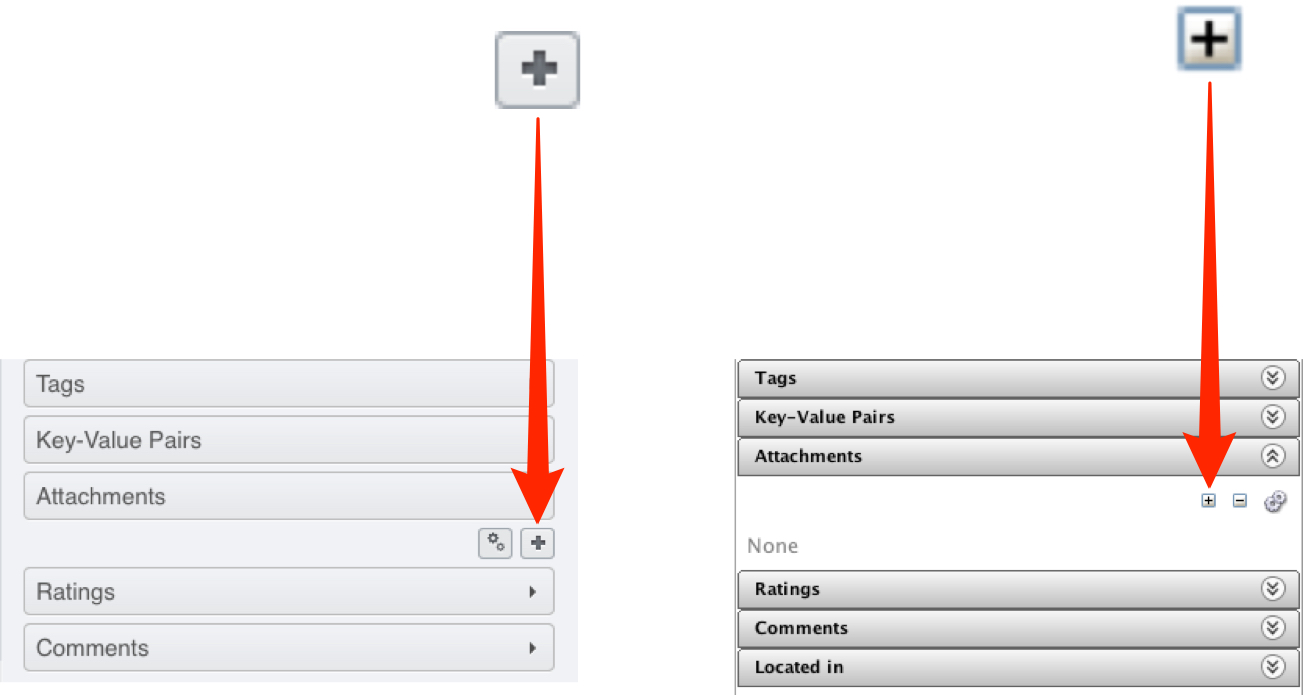 Tags
Key-Value Pairs
Attachments
Ratings
Comments
Tags
Key-Value Pairs
Attachments
None
Ratings
Comments
Located in